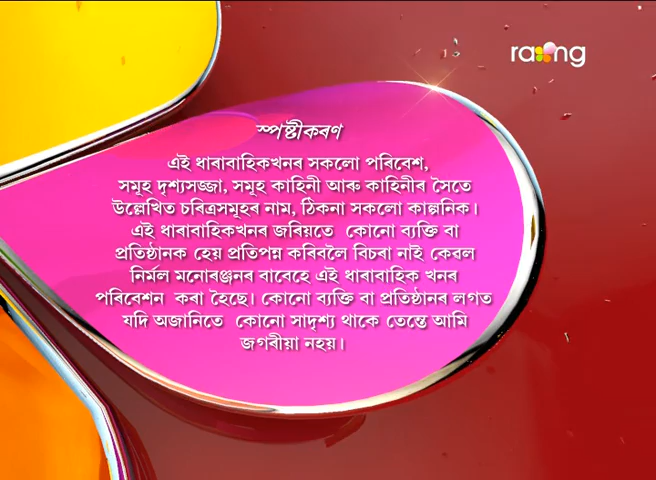 rang
স্পষ্টীকৰণ
এই ধাৰাবাহিকখনৰ সকলো পৰিবেশ,
সমূহ দৃশ্যসজ্জা, সমূহ কাহিনী আৰু কাহিনীৰ সৈতে
উল্লেখিত চৰিত্ৰসমূহৰ নাম, ঠিকনা সকলো কাল্পনিক।
এই ধাৰাবাহিকখনৰ জৰিয়তে কোনো ব্যক্তি বা
প্ৰতিষ্ঠানক হেয় প্ৰতিপন্ন কৰিবলৈ বিচৰা নাই কেৱল
নিৰ্মল মনোৰঞ্জনৰ বাবেহে এই ধাৰাবাহিক খনৰ
পৰিবেশন কৰা হৈছে। কোনো ব্যক্তি বা প্ৰতিষ্ঠানৰ লগত
যদি অজানিতে কোনো সাদৃশ্য থাকে তেন্তে আমি
জগৰীয়া নহয়।